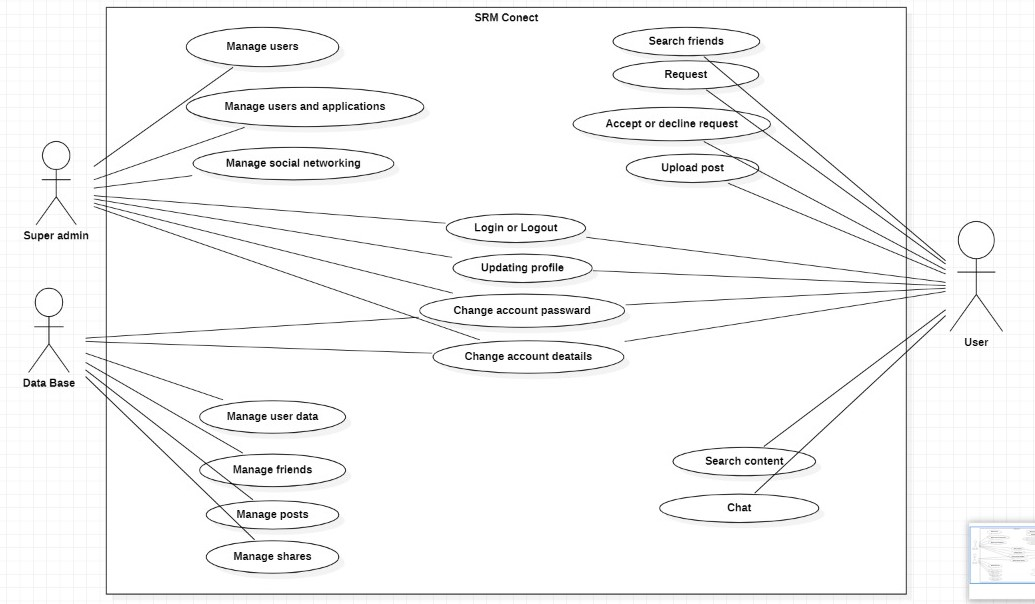 SRM Conect
Manage users
Search friends
Request
Manage users and applications
Accept or decline request
Manage social networking
Upload post
Super admin
Login or Logout
Updating profile
Change account passward
Change account deatails
User
Data Base
Manage user data
Manage friends
Search content
Manage posts
Chat
Manage shares